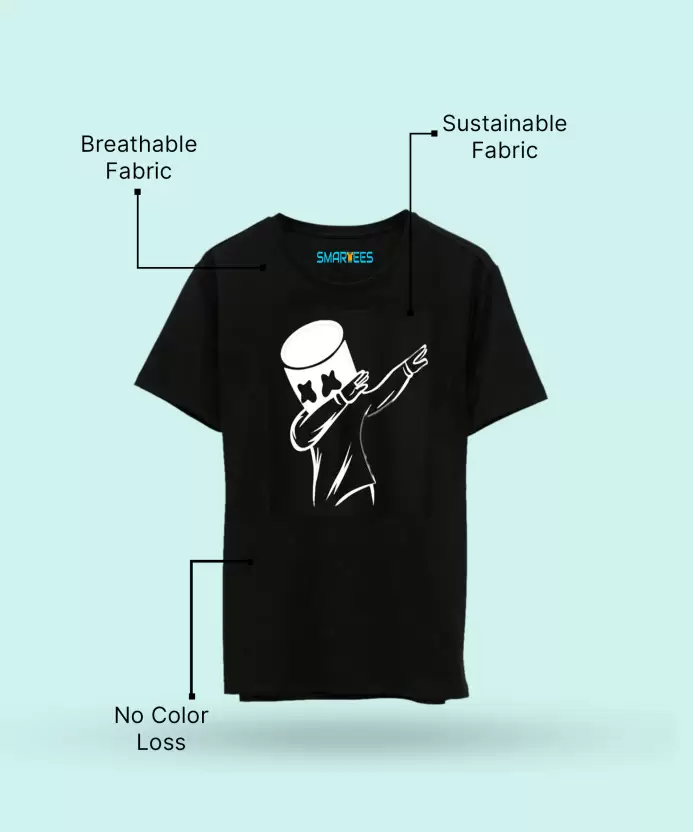 Breathable
Fabric
Sustainable
Fabric
SMARTEES
No Color
Loss